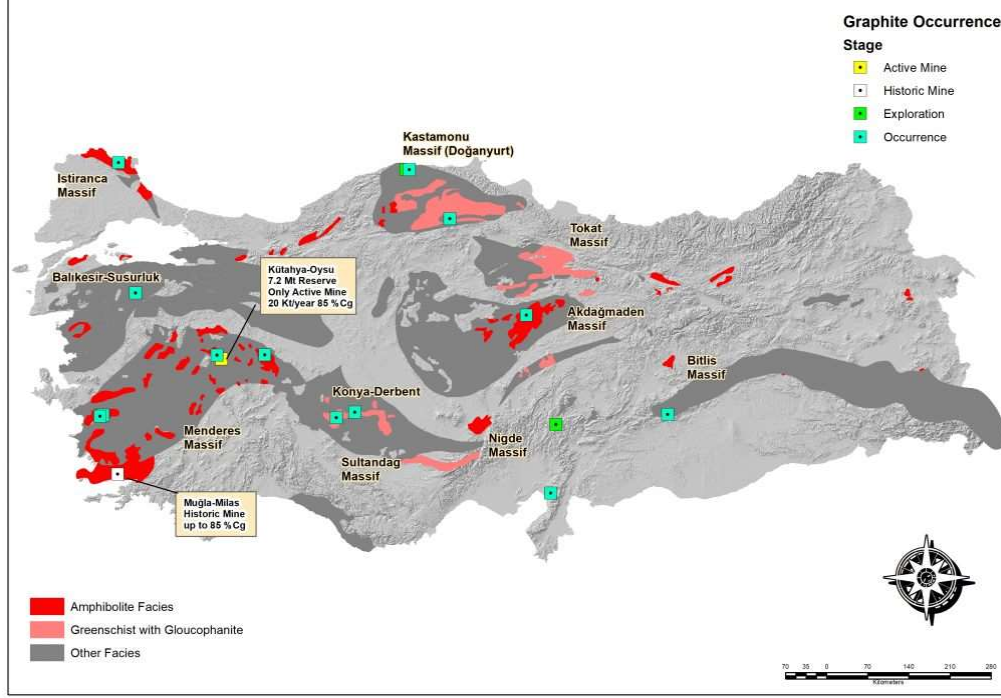 Graphite Occurrence
Stage
Active Mine
Historic Mine
Exploration
Occurrence
Kastamonu
Massif (Doğanyurt)
Istiranca
Massif
Tokat
Massif
Balıkesir-Susurluk
Kütahya-Oysu
7.2 Mt Reserve
Only Active Mine
20 Kt/year 85 %Cg
Akdağmaden
Massif
Bitlis
Massif
Konya-Derbent
Menderes
Massif
Nigde
Massif
Sultandag
Massif
Muğla-Milas
Historic Mine
up to 85 %Cg
Amphibolite Facies
Greenschist with Gloucophanite
Other Facies
70 35 0 70 140 210 280
Kilometers